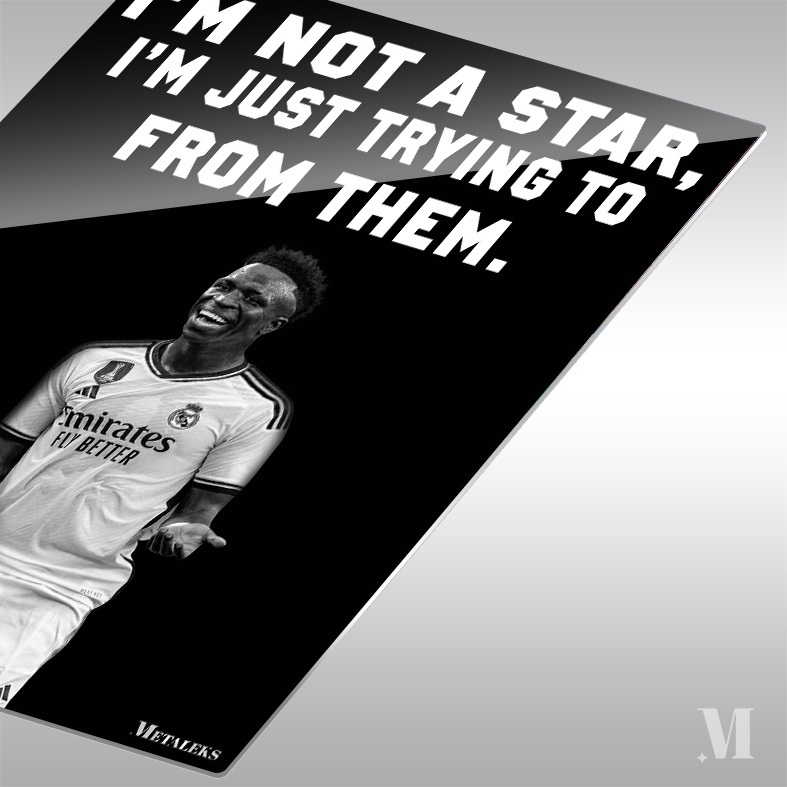 I'M NOT A STAR,
I'M JUST TRYING TO
FROM THEM.
Emirates
FLY BETTER
METALEKS
M